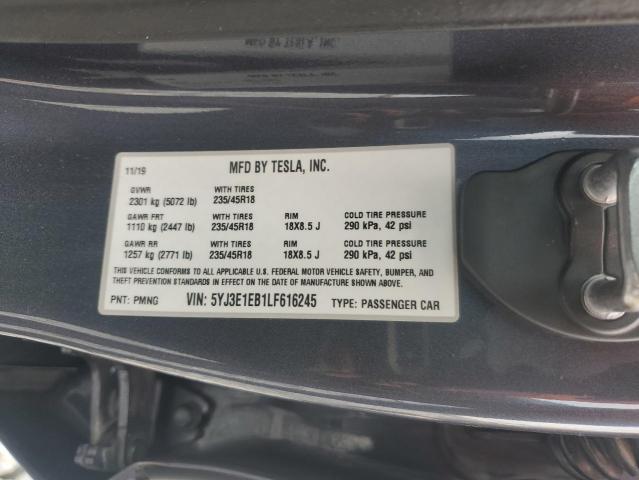 11/19 MFD BY TESLA, INC.
GVWR WITH TIRES
2301 kg (5072 lb) 235/45R18
GAWR FRT WITH TIRES RIM COLD TIRE PRESSURE
1110 kg (2447 lb) 235/45R18 18X8.5 J 290 kPa, 42 psi
GAWR RR WITH TIRES RIM COLD TIRE PRESSURE
1257 kg (2771 lb) 235/45R18 18X8.5 J 290 kPa, 42 psi
THIS VEHICLE CONFORMS TO ALL APPLICABLE U.S. FEDERAL MOTOR VEHICLE SAFETY, BUMPER, AND
THEFT PREVENTION STANDARDS IN EFFECT ON THE DATE OF MANUFACTURE SHOWN ABOVE.
PNT: PMNG VIN: 5YJ3E1EB1LF616245 TYPE: PASSENGER CAR